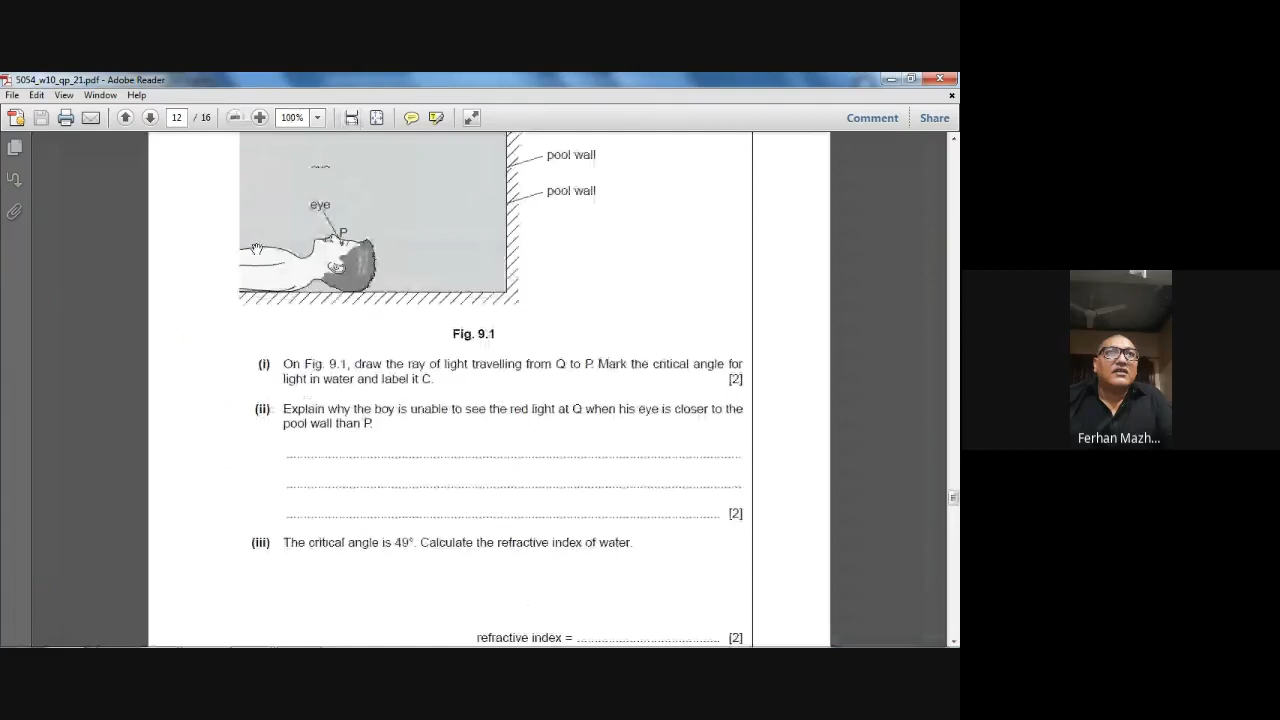 5054_w10_qp_21.pdf - Adobe Reader
File Edit View Window Help
12 / 16 100% Comment Share
pool wall
pool wall
eye
P
Fig. 9.1
(i) On Fig. 9.1, draw the ray of light travelling from Q to P. Mark the critical angle for
light in water and label it C. [2]
(ii) Explain why the boy is unable to see the red light at Q when his eye is closer to the
pool wall than P.
[2]
(iii) The critical angle is 49°. Calculate the refractive index of water.
refractive index = [2]
Ferhan Mazh...